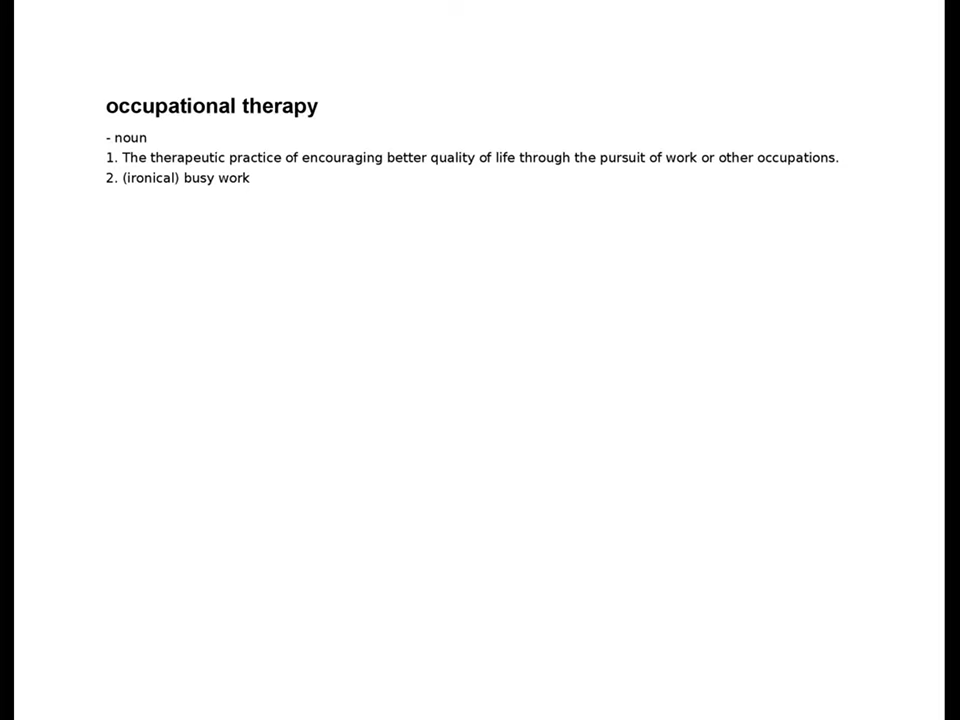 occupational therapy
- noun
1. The therapeutic practice of encouraging better quality of life through the pursuit of work or other occupations.
2. (ironical) busy work